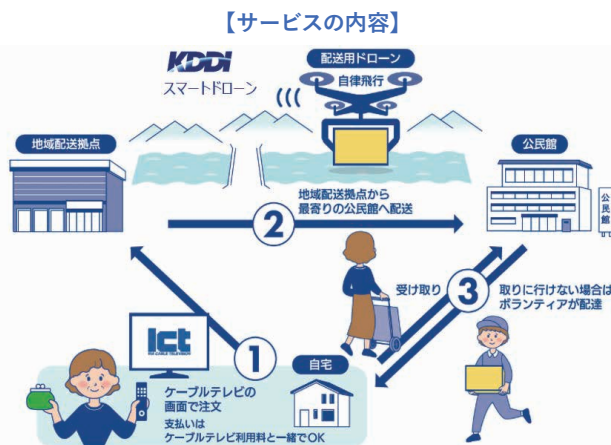 【サービスの内容】
KDDI
スマートドローン
配送用ドローン
自律飛行
地域配送拠点
公民館
公民館
地域配送拠点から
最寄りの公民館へ配送
2
受け取り
3
取りに行けない場合は
ボランティアが配達
Ict
INA CABLE TELEVISION
1
自宅
ケーブルテレビの
画面で注文
支払いは
ケーブルテレビ利用料と一緒でOK